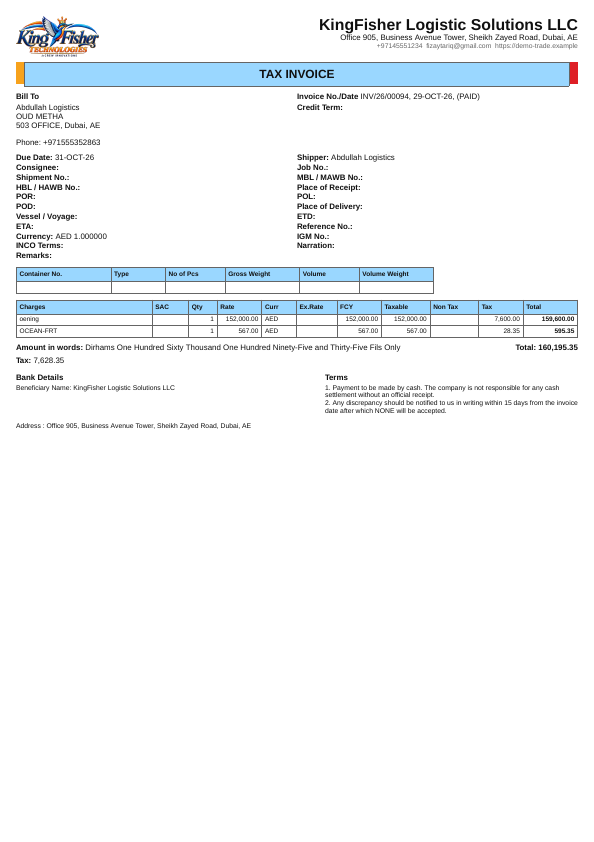 King Fisher
TECHNOLOGIES
KingFisher Logistic Solutions LLC
Office 905, Business Avenue Tower, Sheikh Zayed Road, Dubai, AE
+97145551234 fizaytariq@gmail.com https://demo-trade.example
TAX INVOICE
Bill To
Abdullah Logistics
OUD METHA
503 OFFICE, Dubai, AE
Phone: +971555352863
Invoice No./Date INV/26/00094, 29-OCT-26, (PAID)
Credit Term:
Due Date: 31-OCT-26 Shipper: Abdullah Logistics
Consignee: Job No.:
Shipment No.: MBL / MAWB No.:
HBL / HAWB No.: Place of Receipt:
POR: POL:
POD: Place of Delivery:
Vessel / Voyage: ETD:
ETA: Reference No.:
Currency: AED 1.000000 IGM No.:
INCO Terms: Narration:
Remarks:
Container No. Type No of Pcs Gross Weight Volume Volume Weight
Charges SAC Qty Rate Curr Ex.Rate FCY Taxable Non Tax Tax Total
oening 1 152,000.00 AED 152,000.00 152,000.00 7,600.00 159,600.00
OCEAN-FRT 1 567.00 AED 567.00 567.00 28.35 595.35
Amount in words: Dirhams One Hundred Sixty Thousand One Hundred Ninety-Five and Thirty-Five Fils Only Total: 160,195.35
Tax: 7,628.35
Bank Details
Beneficiary Name: KingFisher Logistic Solutions LLC
Terms
1. Payment to be made by cash. The company is not responsible for any cash
settlement without an official receipt.
2. Any discrepancy should be notified to us in writing within 15 days from the invoice
date after which NONE will be accepted.
Address : Office 905, Business Avenue Tower, Sheikh Zayed Road, Dubai, AE